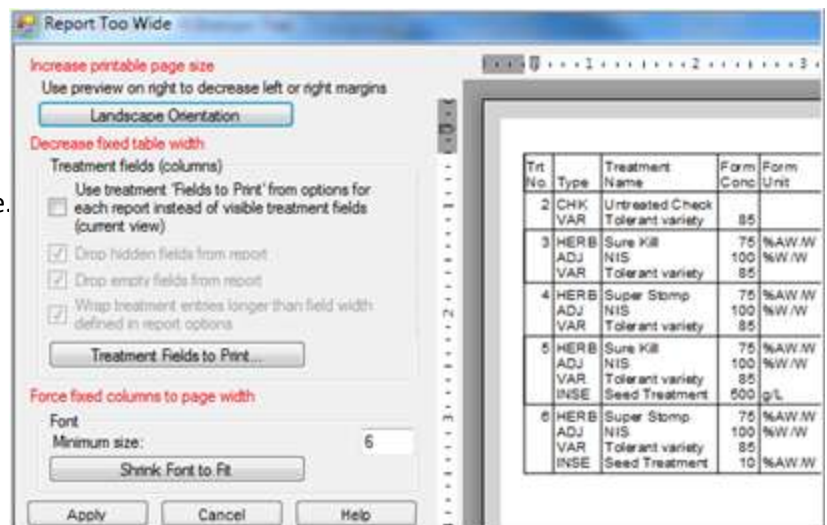 Report Too Wide
Increase printable page size
Use preview on right to decrease left or right margins
Landscape Orientation
Decrease fixed table width
Treatment fields (columns)
Use treatment 'Fields to Print' from options for
each report instead of visible treatment fields
(current view)
Drop hidden fields from report
Drop empty fields from report
Wrap treatment entries longer than field width
defined in report options
Treatment Fields to Print...
Force fixed columns to page width
Font
Minimum size: 6
Shrink Font to Fit
Apply Cancel Help
e.
1 2 3
1
2
3
Trt Treatment Form Form
No. Type Name Conc Unit
2 CHK Untreated Check
VAR Tolerant variety 85
3 HERB Sure Kill 75 %AW/W
ADJ NIS 100 %W/W
VAR Tolerant variety 85
4 HERB Super Stomp 75 %AW/W
ADJ NIS 100 %W/W
VAR Tolerant variety 85
5 HERB Sure Kill 75 %AW/W
ADJ NIS 100 %W/W
VAR Tolerant variety 85
INSE Seed Treatment 500 g/L
6 HERB Super Stomp 75 %AW/W
ADJ NIS 100 %W/W
VAR Tolerant variety 85
INSE Seed Treatment 10 %AW/W